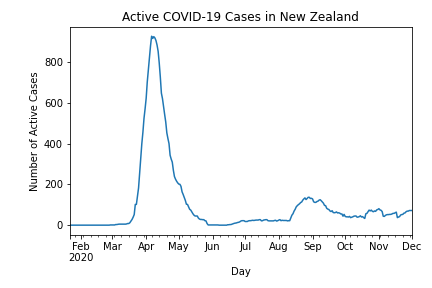 Active COVID-19 Cases in New Zealand
Number of Active Cases
800
600
400
200
0
Feb Mar Apr May Jun Jul Aug Sep Oct Nov Dec
2020
Day